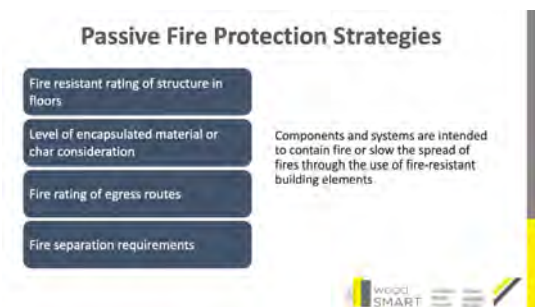 Passive Fire Protection Strategies
Fire resistant rating of structure in
floors
Level of encapsulated material or
char consideration
Fire rating of egress routes
Fire separation requirements
Components and systems are intended
to contain fire or slow the spread of
fires through the use of fire-resistant
building elements
WOOD
SMART